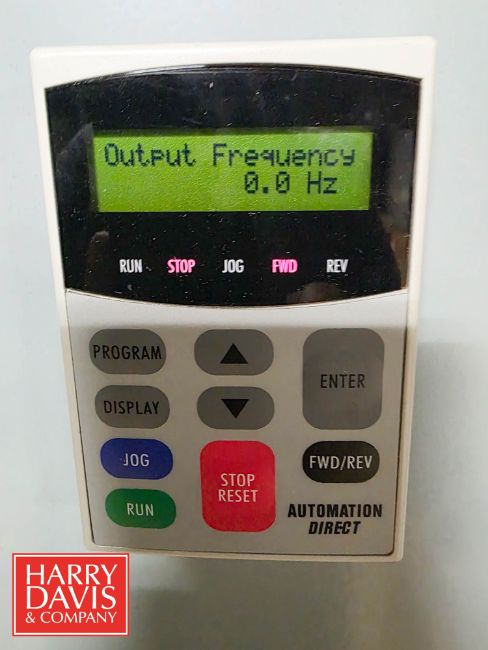 Output Frequency
0.0 Hz
RUN STOP JOG FWD REV
PROGRAM
ENTER
DISPLAY
JOG
STOP
RESET
FWD/REV
RUN
AUTOMATION
DIRECT
HARRY
DAVIS
& COMPANY